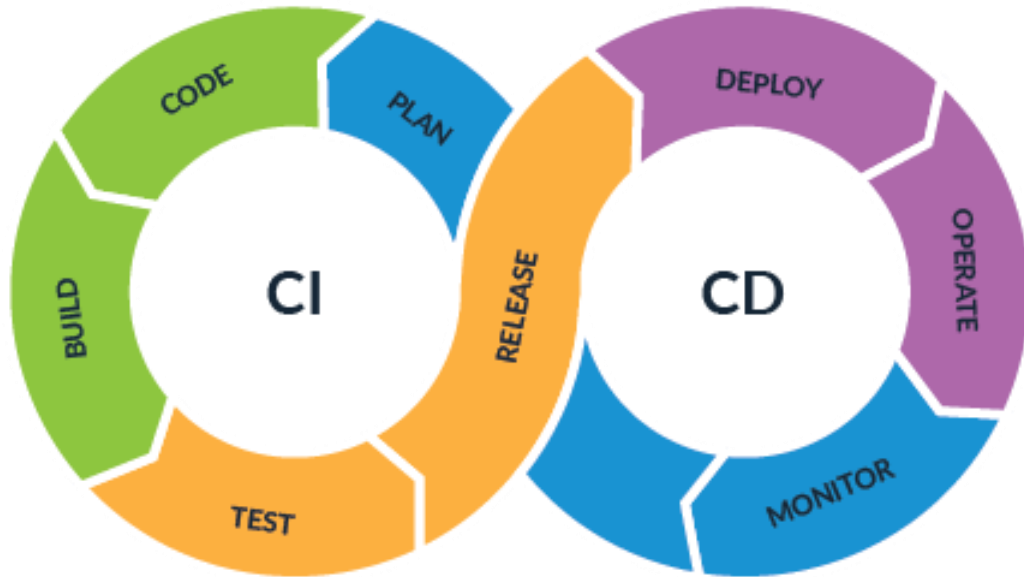 CODE
PLAN
BUILD
CI
TEST
RELEASE
DEPLOY
OPERATE
CD
MONITOR